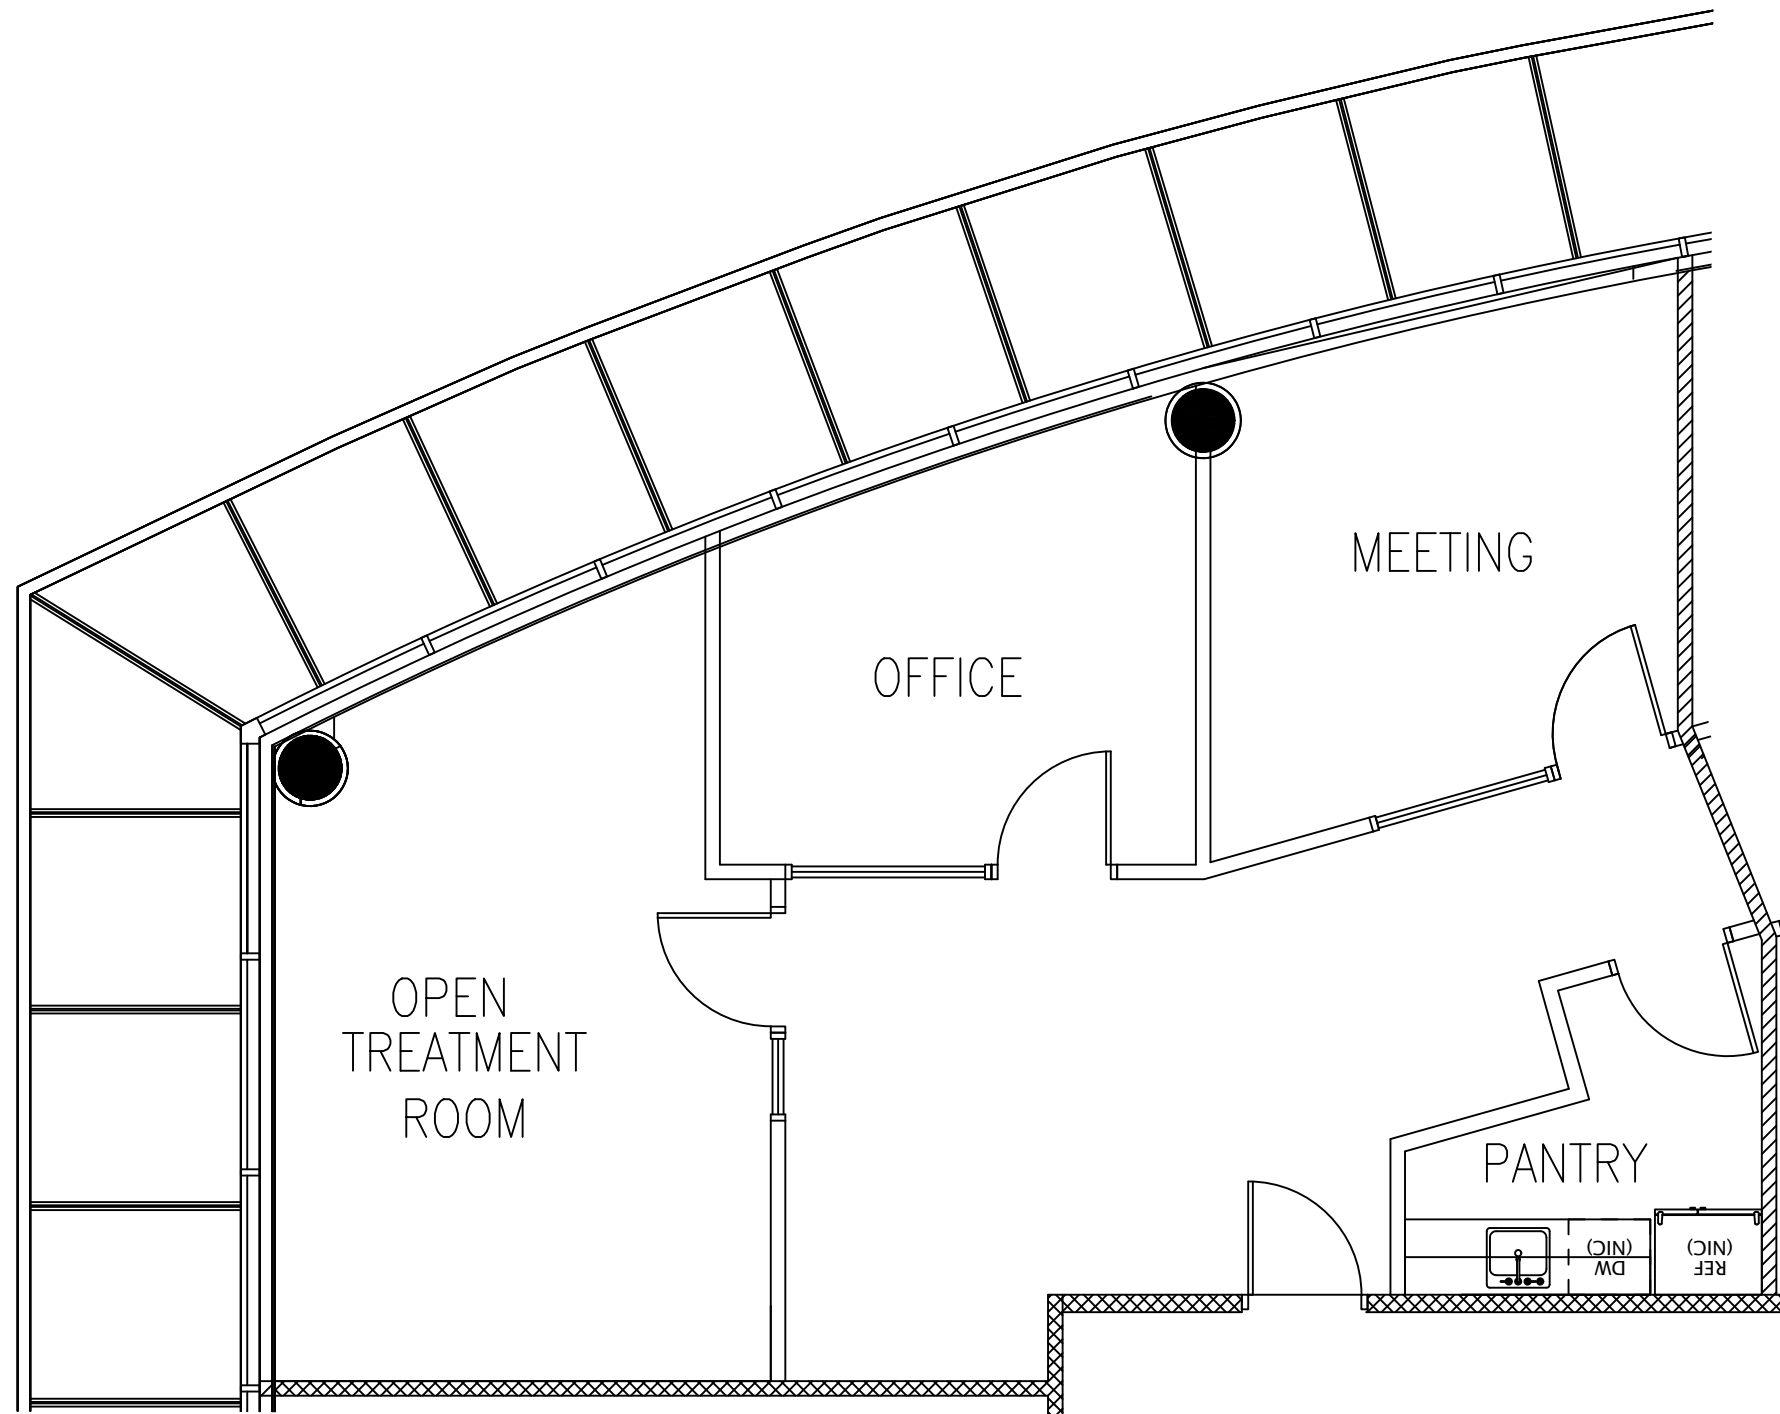 MEETING
OFFICE
OPEN
TREATMENT
ROOM
PANTRY
DW
(NIC)
REF
(NIC)